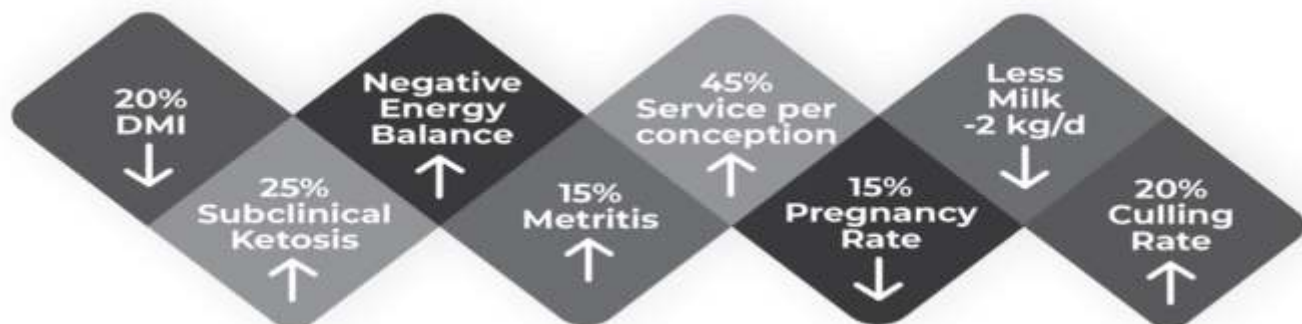 20%
DMI
↓
25%
Subclinical
Ketosis
↑
Negative
Energy
Balance
↑
15%
Metritis
↑
45%
Service per
conception
↑
15%
Pregnancy
Rate
↓
Less
Milk
-2 kg/d
↓
20%
Culling
Rate
↑